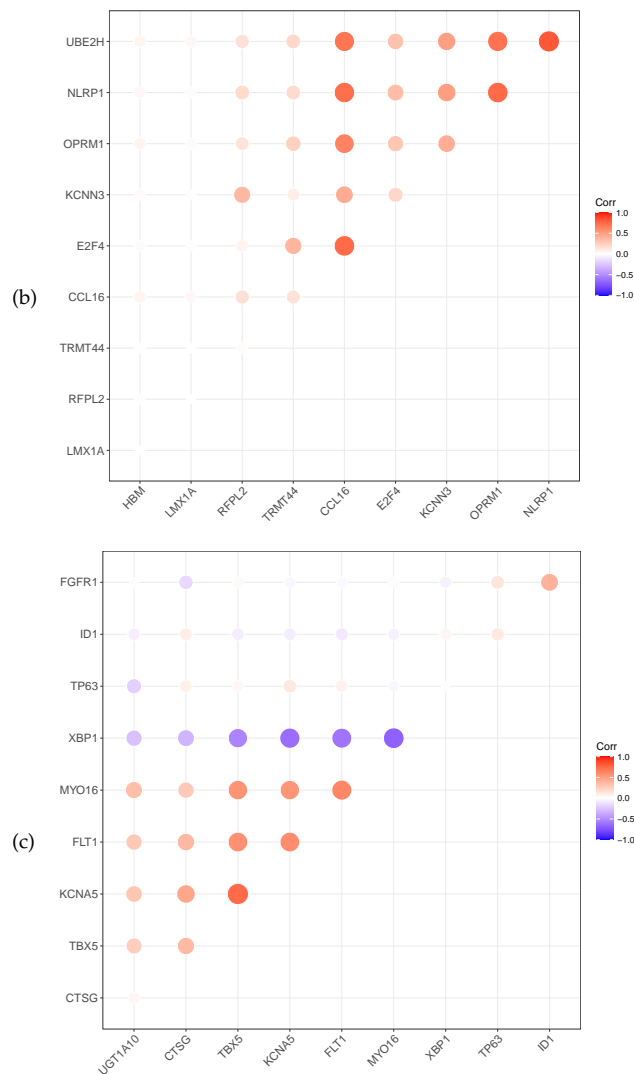 (b)
UBE2H
NLRP1
OPRM1
KCNN3
E2F4
CCL16
TRMT44
RFPL2
LMX1A
HBM
LMX1A
RFPL2
TRMT44
CCL16
E2F4
KCNN3
OPRM1
NLRP1
Corr
1.0
0.5
0.0
−0.5
−1.0
(c)
FGFR1
ID1
TP63
XBP1
MYO16
FLT1
KCNA5
TBX5
CTSG
UGT1A10
CTSG
TBX5
KCNA5
FLT1
MYO16
XBP1
TP63
ID1
Corr
1.0
0.5
0.0
−0.5
−1.0